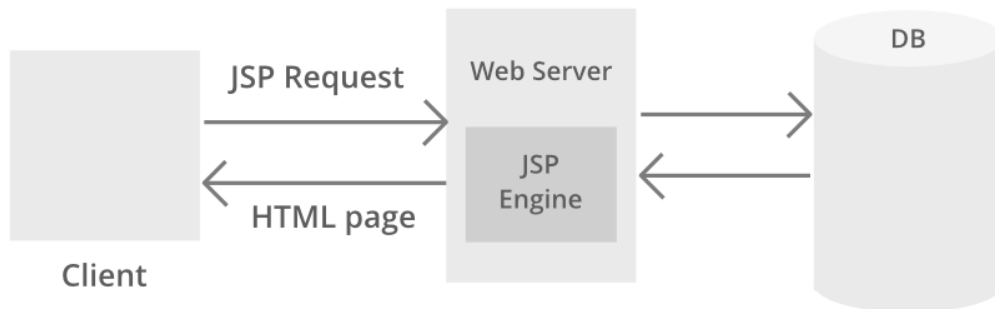 JSP Request
HTML page
Client
Web Server
JSP
Engine
DB